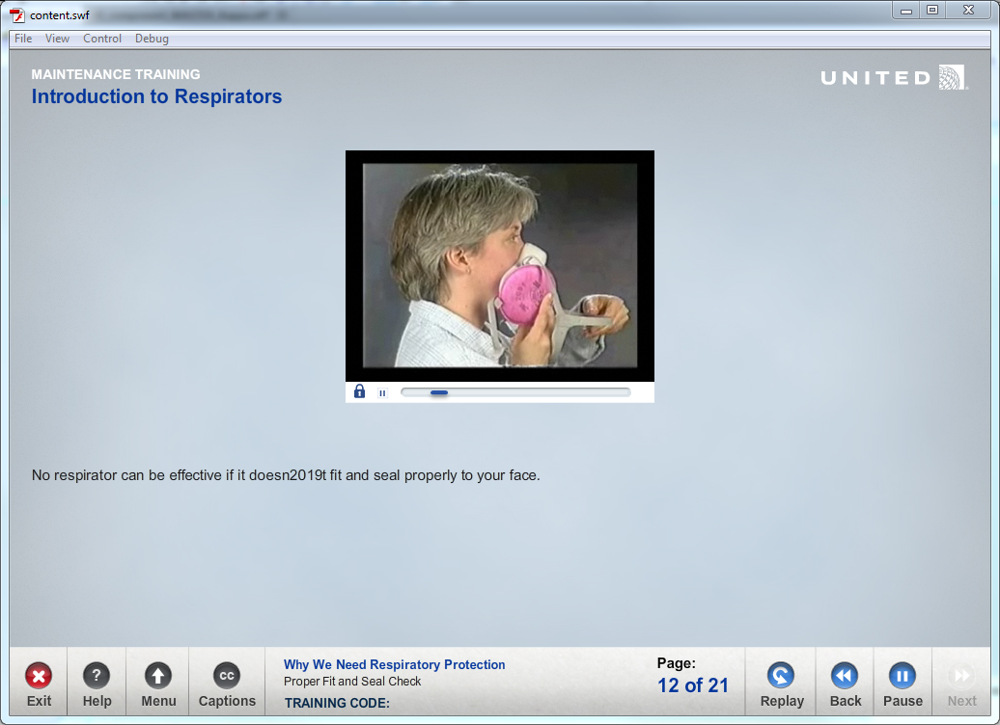 content.swf
File View Control Debug
MAINTENANCE TRAINING
UNITED
Introduction to Respirators
No respirator can be effective if it doesn2019t fit and seal properly to your face.
Exit
Help
Menu
CC
Captions
Why We Need Respiratory Protection
Proper Fit and Seal Check
TRAINING CODE:
Page:
12 of 21
Replay
Back
Pause
Next